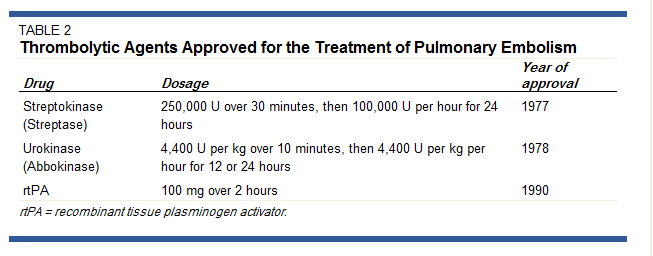 TABLE 2
Thrombolytic Agents Approved for the Treatment of Pulmonary Embolism
Drug Dosage Year of approval
Streptokinase (Streptase) 250,000 U over 30 minutes, then 100,000 U per hour for 24 hours 1977
Urokinase (Abbokinase) 4,400 U per kg over 10 minutes, then 4,400 U per kg per hour for 12 or 24 hours 1978
rtPA 100 mg over 2 hours 1990
rtPA = recombinant tissue plasminogen activator.